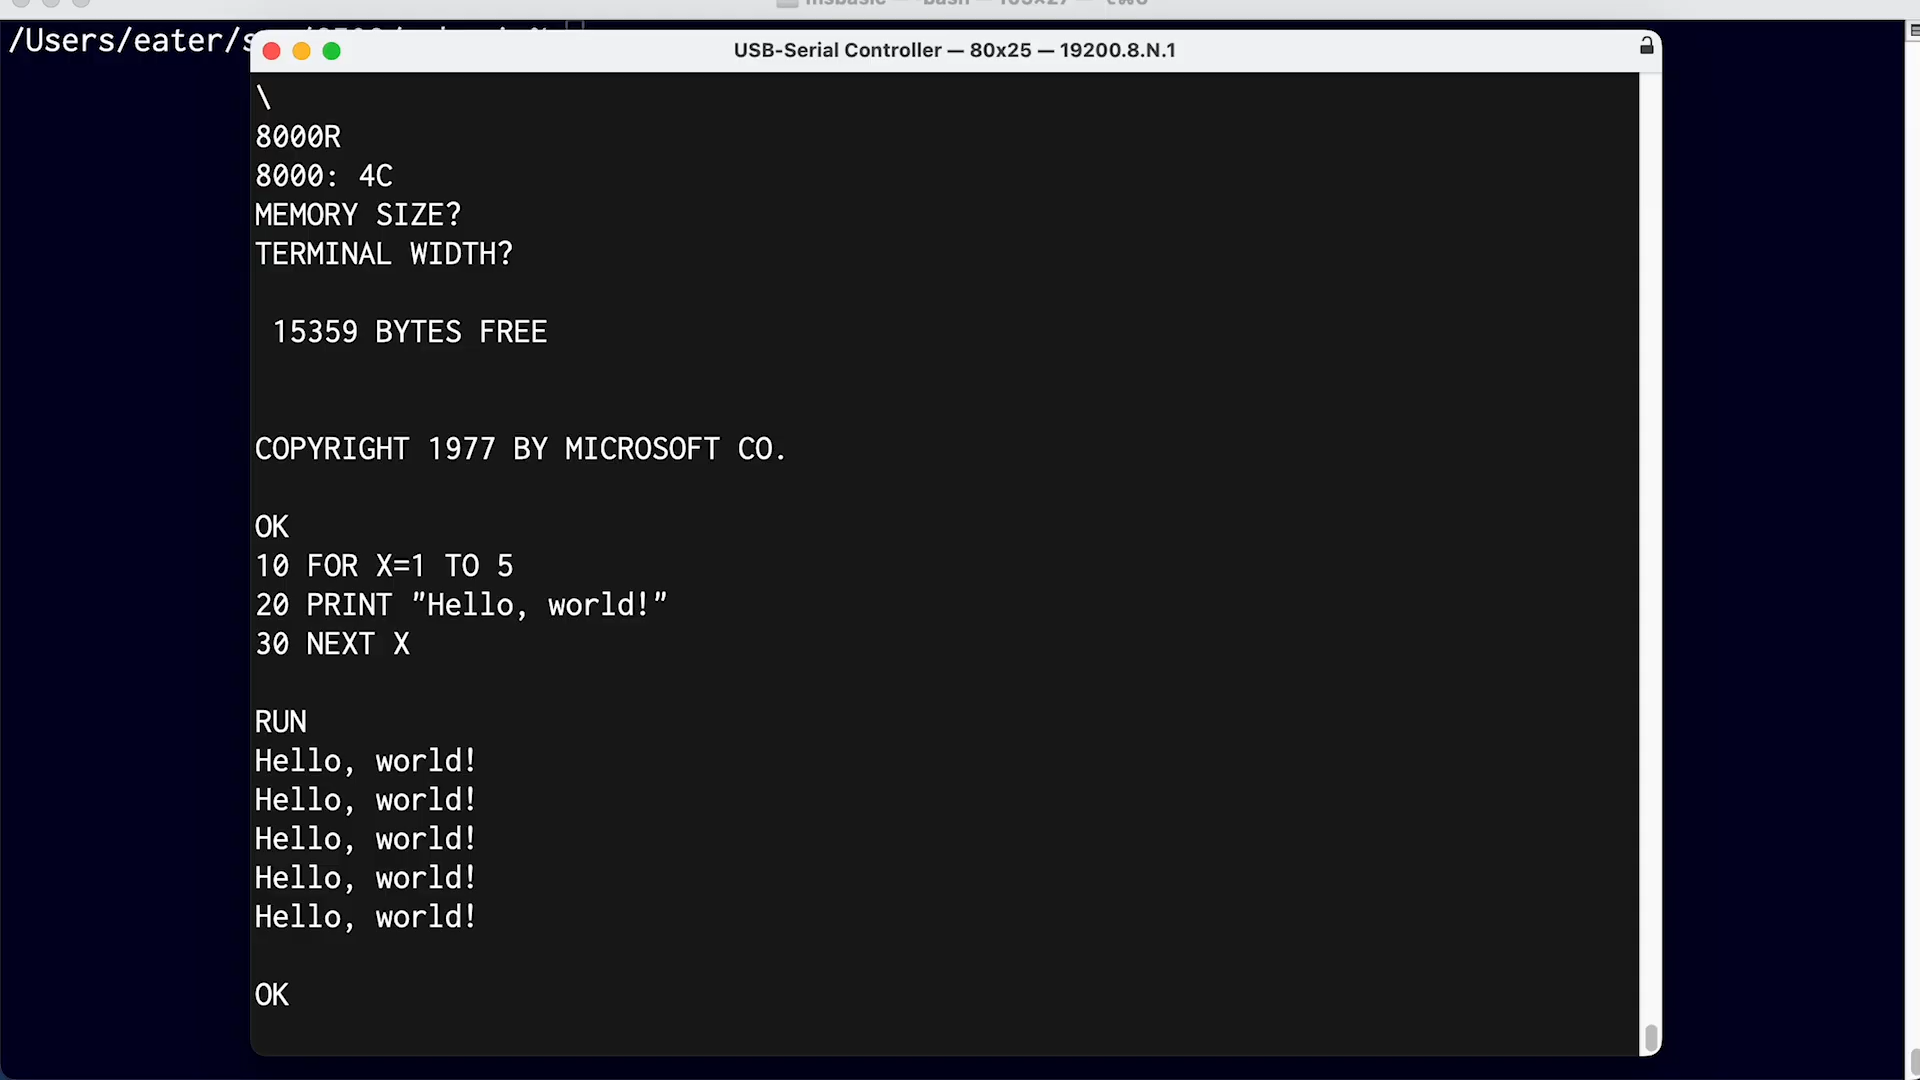 /Users/eater/s
USB-Serial Controller — 80x25 — 19200.8.N.1
\
8000R
8000: 4C
MEMORY SIZE?
TERMINAL WIDTH?
15359 BYTES FREE
COPYRIGHT 1977 BY MICROSOFT CO.
OK
10 FOR X=1 TO 5
20 PRINT "Hello, world!"
30 NEXT X
RUN
Hello, world!
Hello, world!
Hello, world!
Hello, world!
Hello, world!
OK